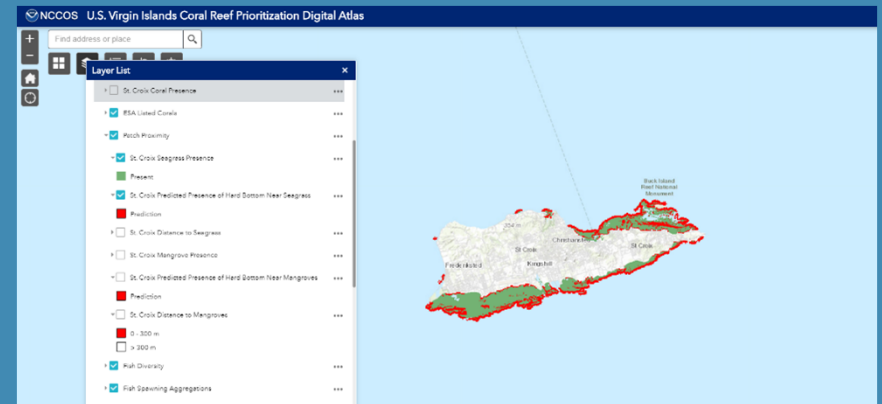 NCCOS U.S. Virgin Islands Coral Reef Prioritization Digital Atlas
Find address or place
Layer List
St. Croix Coral Presence
ESA Listed Corals
Patch Proximity
St. Croix Seagrass Presence
Present
St. Croix Predicted Presence of Hard Bottom Near Seagrass
Prediction
St. Croix Distance to Seagrass
St. Croix Mangrove Presence
St. Croix Predicted Presence of Hard Bottom Near Mangroves
Prediction
St. Croix Distance to Mangroves
0 - 300 m
> 300 m
Fish Diversity
Fish Spawning Aggregations
Buck Island
Reef National
Monument
St Croix
St Croix
Frederiksted
Kingshill